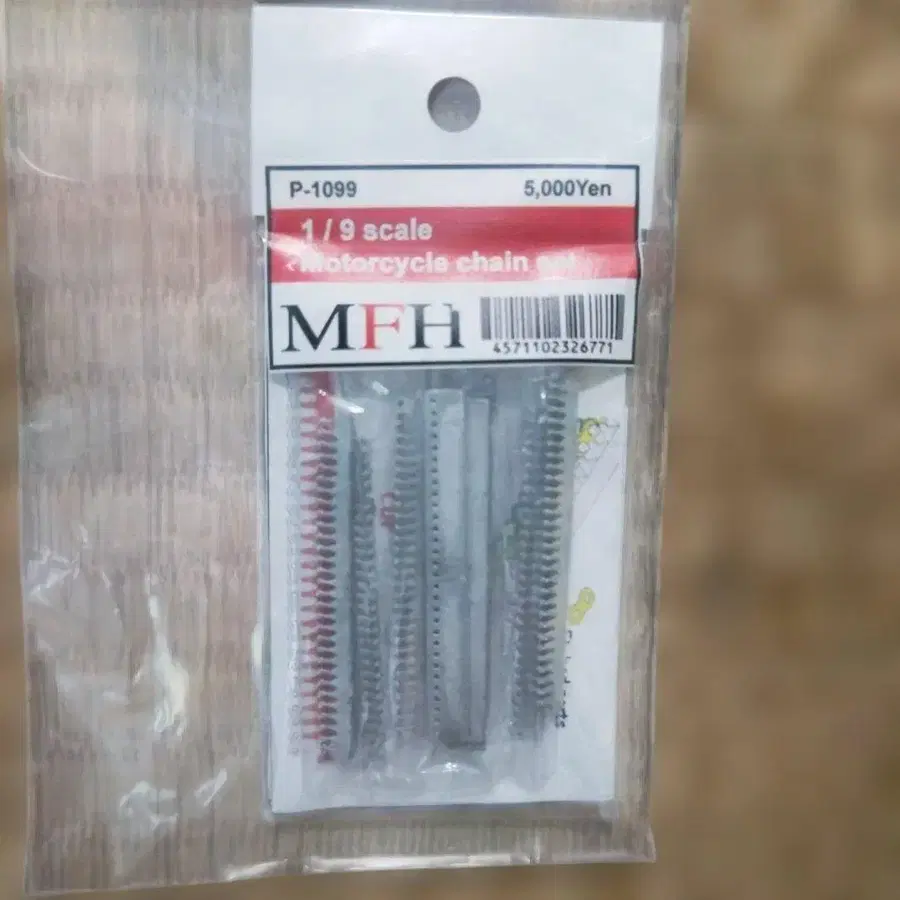 P-1099 5,000Yen
1 / 9 scale
Motorcycle chain set
MFH
4571102326771